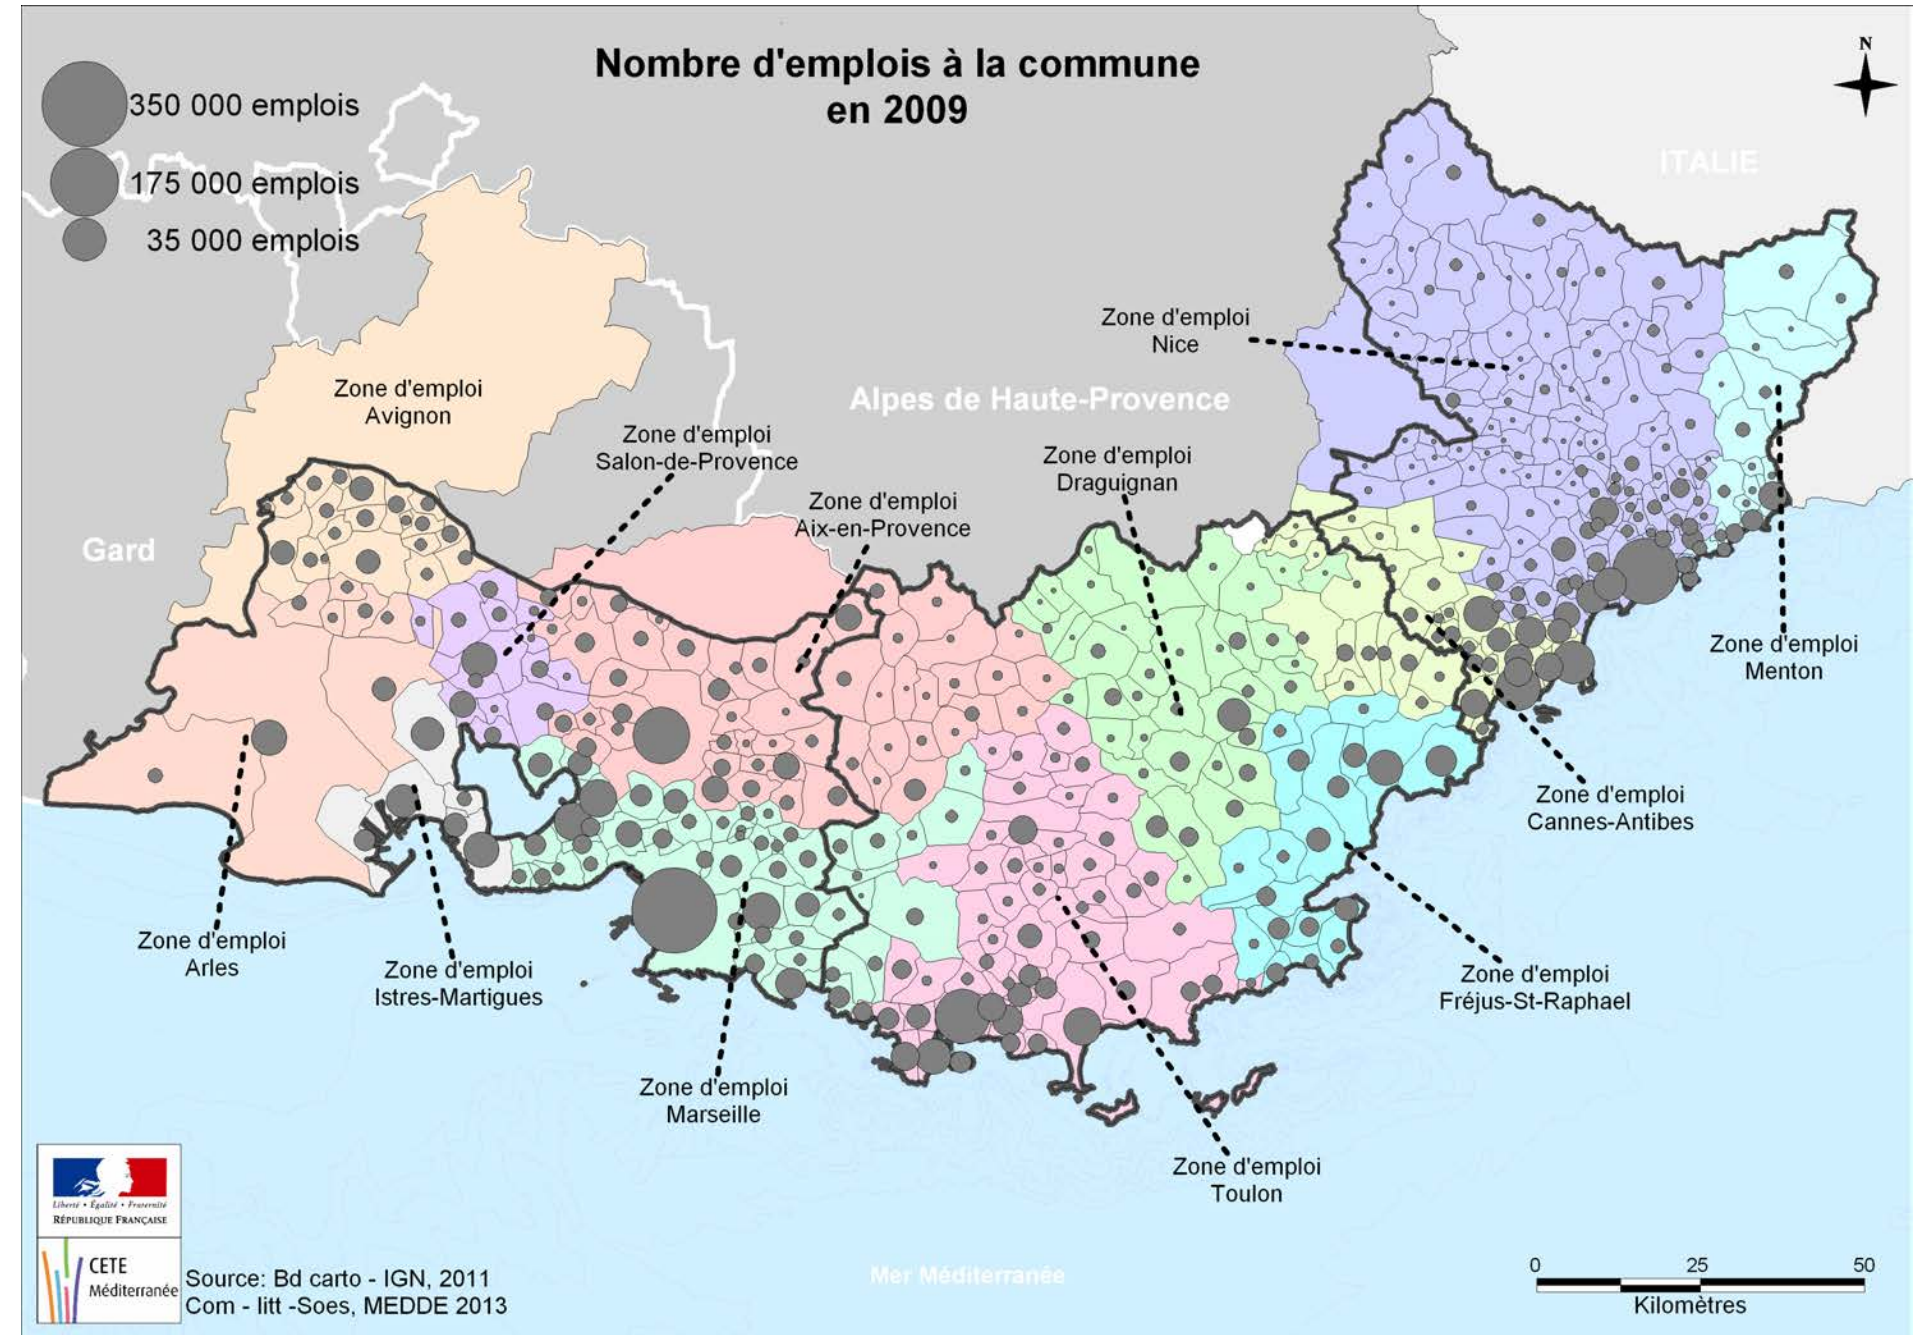 Nombre d'emplois à la commune
en 2009
350 000 emplois
175 000 emplois
35 000 emplois
N
ITALIE
Zone d'emploi
Nice
Zone d'emploi
Avignon
Alpes de Haute-Provence
Zone d'emploi
Salon-de-Provence
Zone d'emploi
Draguignan
Zone d'emploi
Aix-en-Provence
Gard
Zone d'emploi
Menton
Zone d'emploi
Cannes-Antibes
Zone d'emploi
Arles
Zone d'emploi
Istres-Martigues
Zone d'emploi
Fréjus-St-Raphael
Zone d'emploi
Marseille
Zone d'emploi
Toulon
Liberté • Égalité • Fraternité
RÉPUBLIQUE FRANÇAISE
CETE
Méditerranée
Source: Bd carto - IGN, 2011
Com - litt -Soes, MEDDE 2013
Mer Méditerranée
0 25 50
Kilomètres